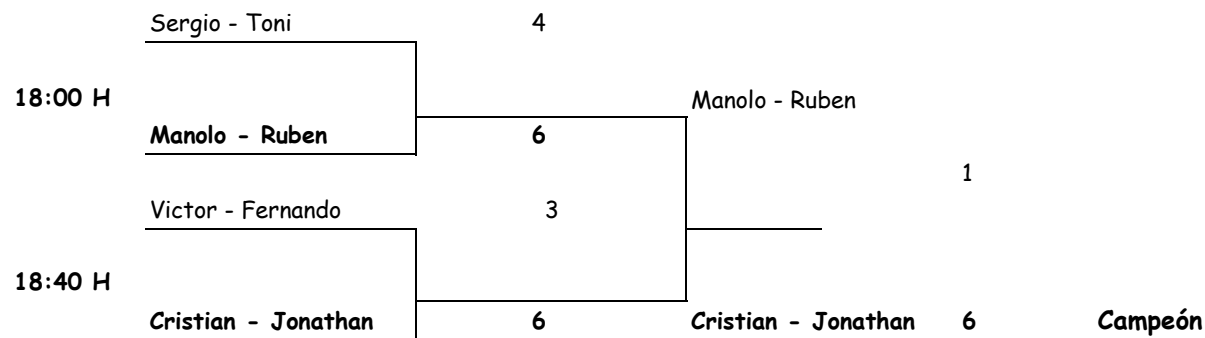 Sergio - Toni 4
18:00 H Manolo - Ruben
Manolo - Ruben 6
1
Victor - Fernando 3
18:40 H
Cristian - Jonathan 6 Cristian - Jonathan 6 Campeón